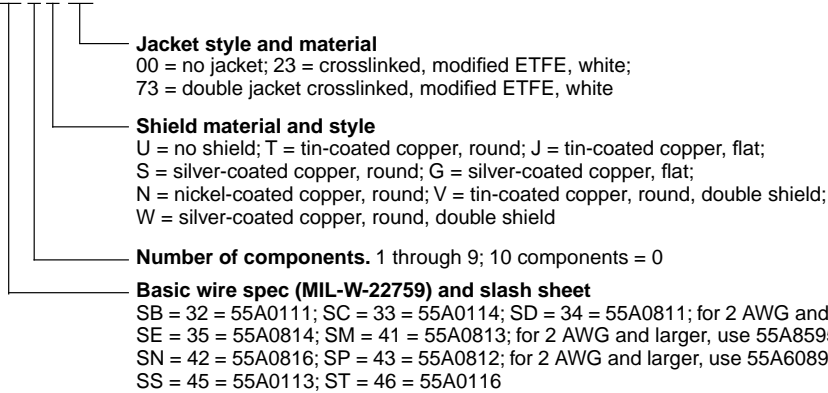 Jacket style and material
00 = no jacket; 23 = crosslinked, modified ETFE, white;
73 = double jacket crosslinked, modified ETFE, white
Shield material and style
U = no shield; T = tin-coated copper, round; J = tin-coated copper, flat;
S = silver-coated copper, round; G = silver-coated copper, flat;
N = nickel-coated copper, round; V = tin-coated copper, round, double shield;
W = silver-coated copper, round, double shield
Number of components. 1 through 9; 10 components = 0
Basic wire spec (MIL-W-22759) and slash sheet
SB = 32 = 55A0111; SC = 33 = 55A0114; SD = 34 = 55A0811; for 2 AWG and
SE = 35 = 55A0814; SM = 41 = 55A0813; for 2 AWG and larger, use
SN = 42 = 55A0816; SP = 43 = 55A0812; for 2 AWG and larger, use 55A6089
SS = 45 = 55A0113; ST = 46 = 55A0116